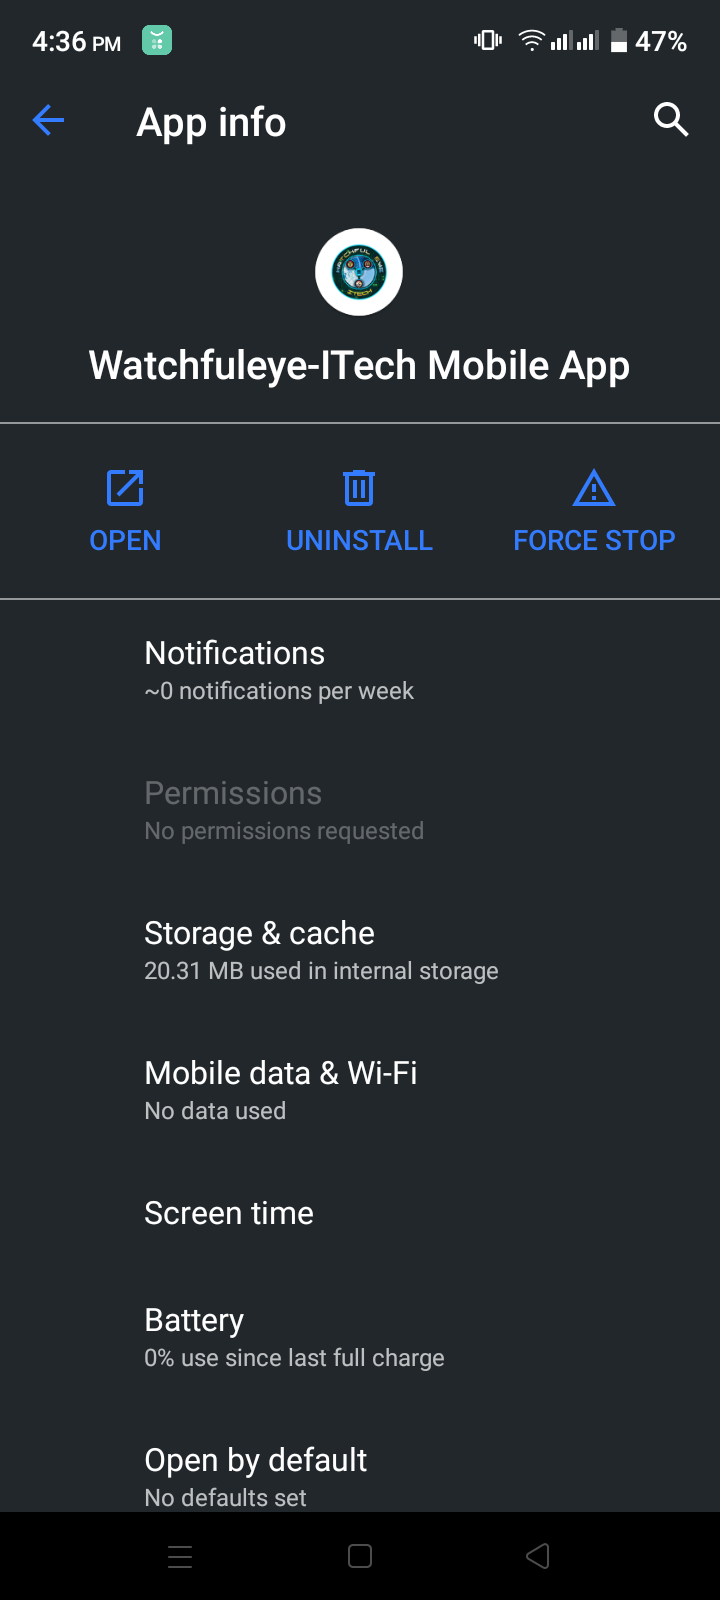 4:36 PM
47%
App info
Watchfuleye-ITech Mobile App
OPEN
UNINSTALL
FORCE STOP
Notifications
~0 notifications per week
Permissions
No permissions requested
Storage & cache
20.31 MB used in internal storage
Mobile data & Wi-Fi
No data used
Screen time
Battery
0% use since last full charge
Open by default
No defaults set